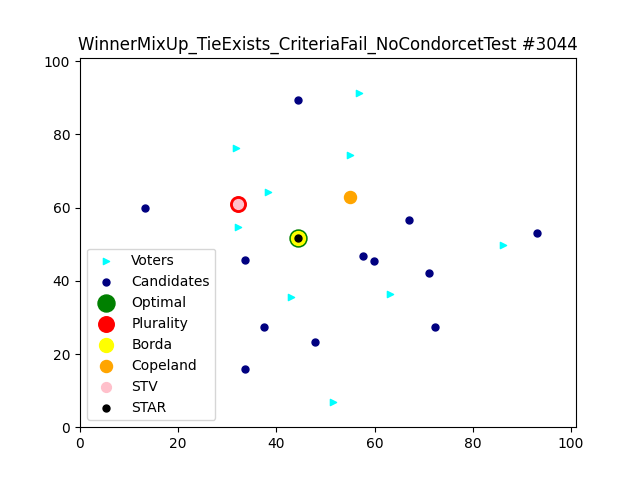 WinnerMixUp_TieExists_CriteriaFail_NoCondorcetTest #3044
100
80
60
40
20
0
Voters
Candidates
Optimal
Plurality
Borda
Copeland
STV
STAR
0 20 40 60 80 100